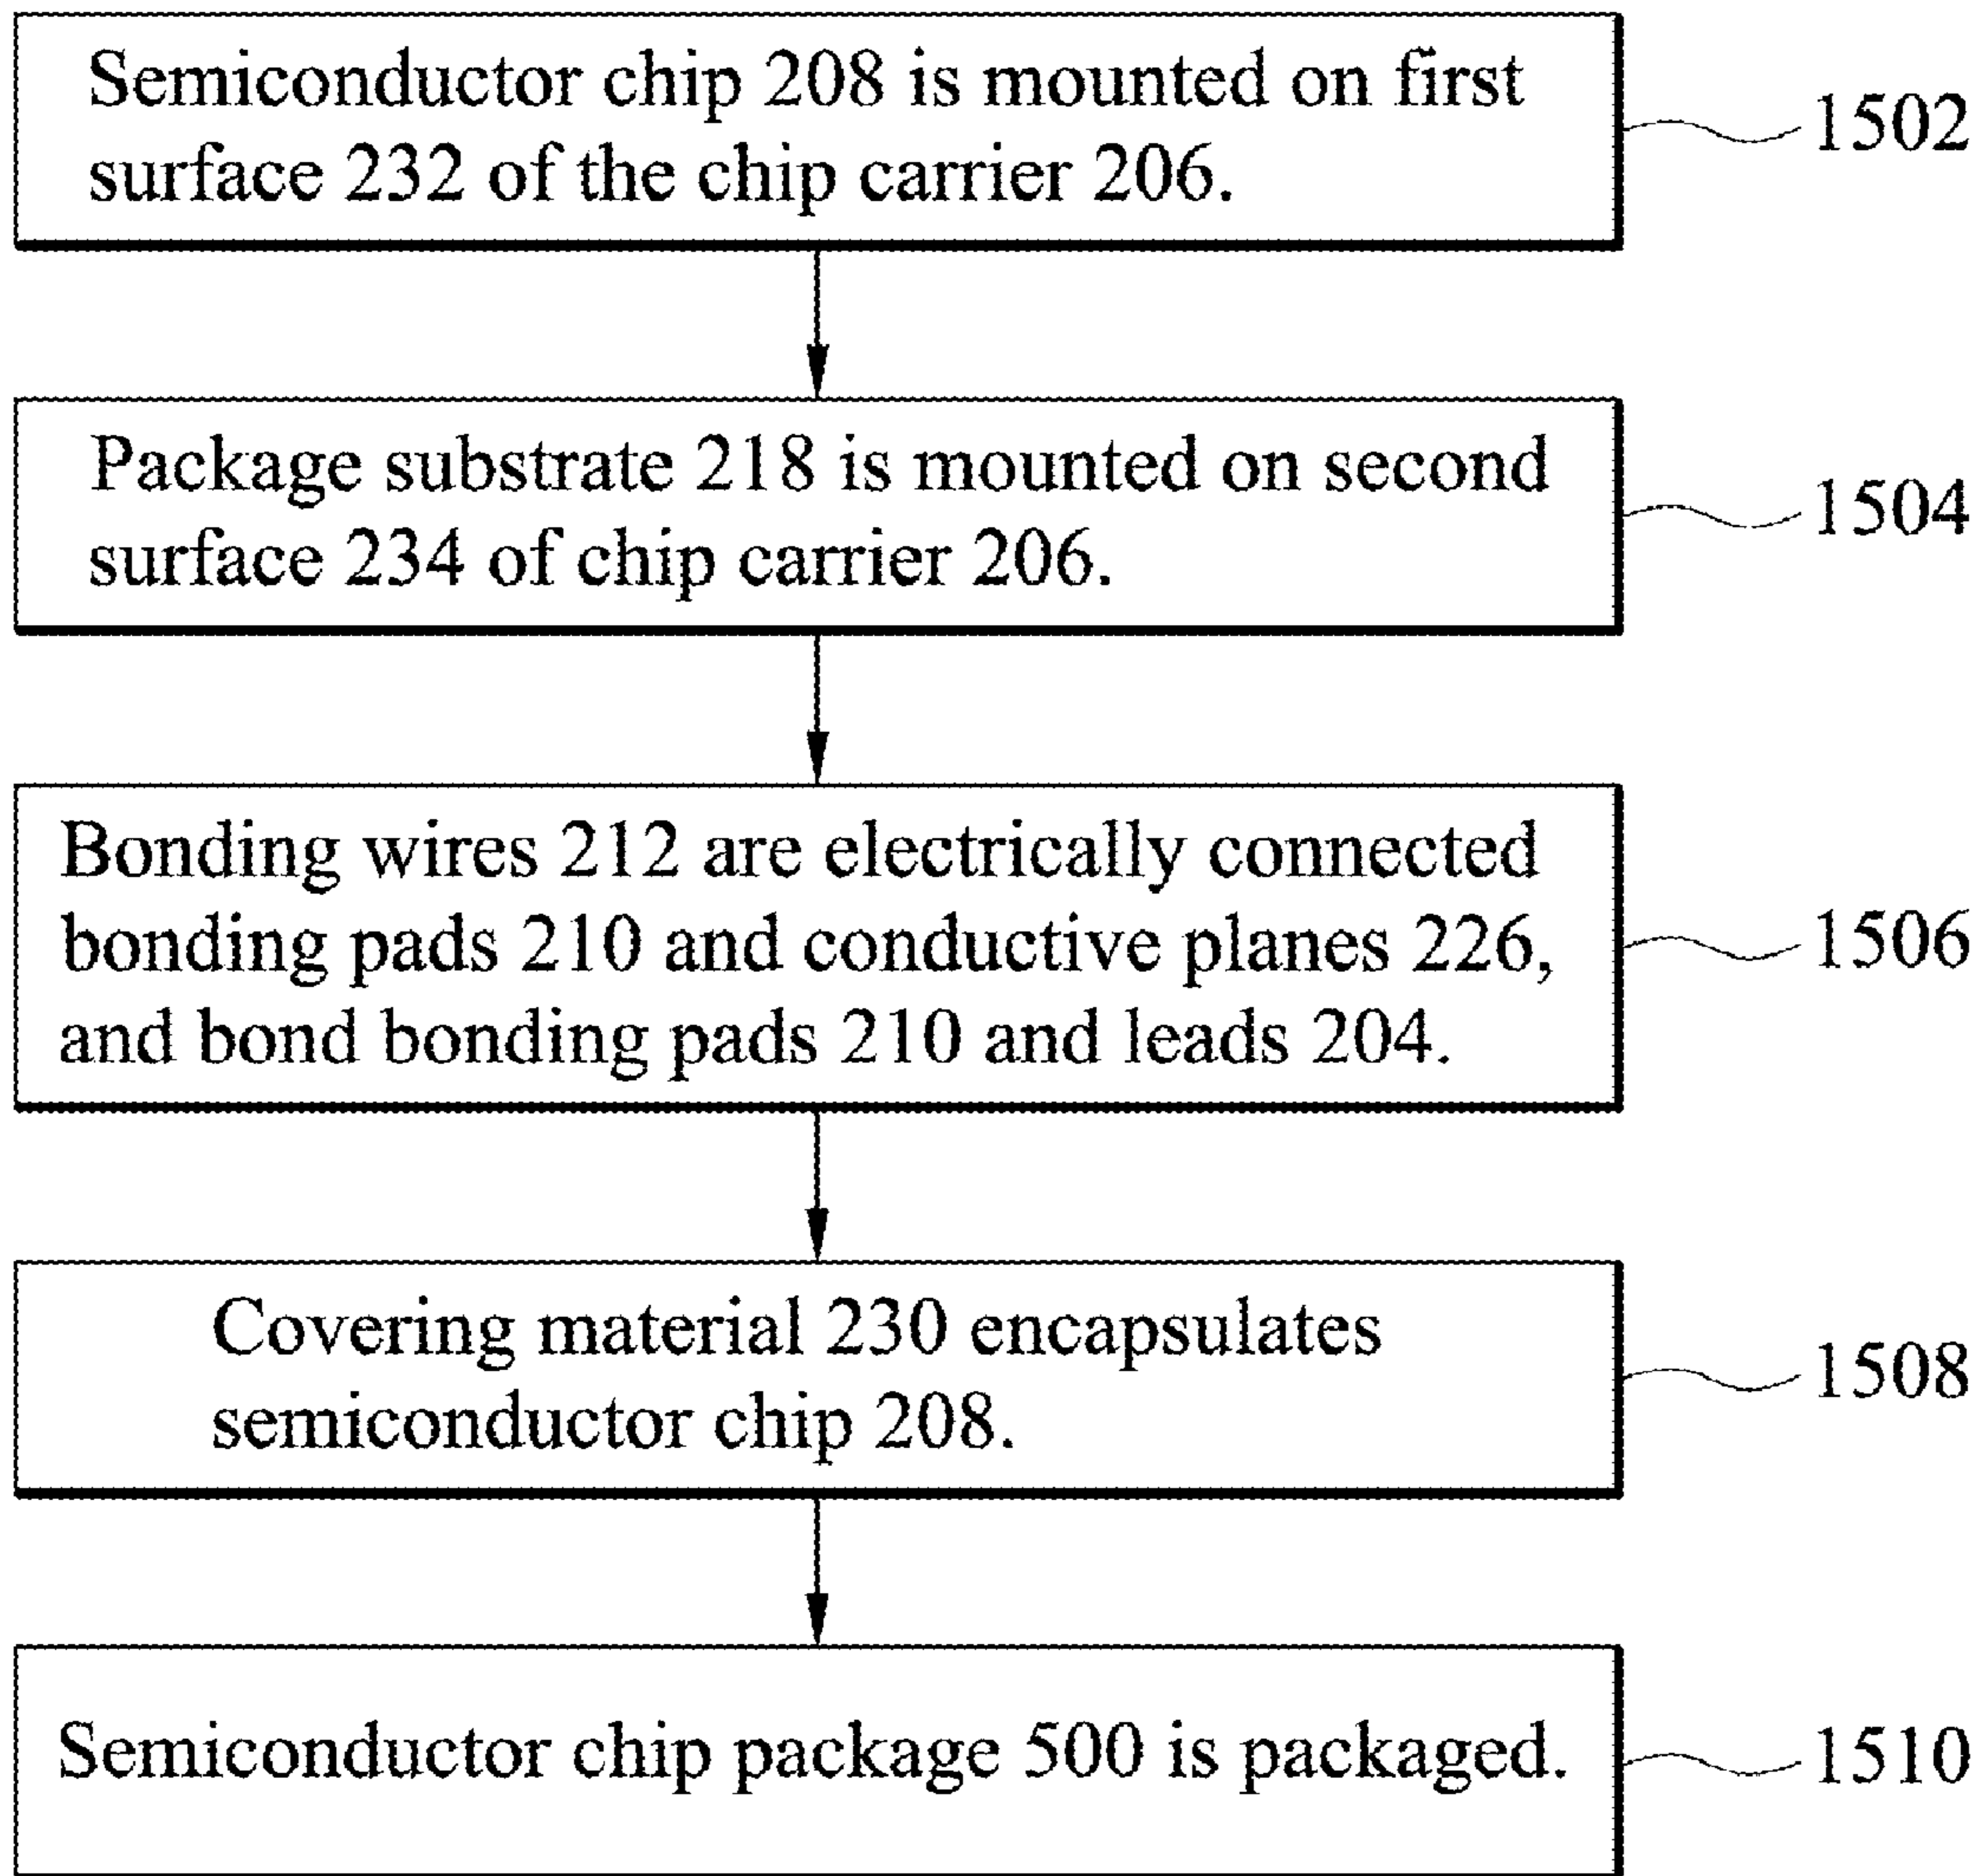 Semiconductor chip 208 is mounted on first
surface 232 of the chip carrier 206.
1502
Package substrate 218 is mounted on second
surface 234 of chip carrier 206.
1504
Bonding wires 212 are electrically connected
bonding pads 210 and conductive planes 226,
and bond bonding pads 210 and leads 204.
1506
Covering material 230 encapsulates
semiconductor chip 208.
1508
Semiconductor chip package 500 is packaged.
1510